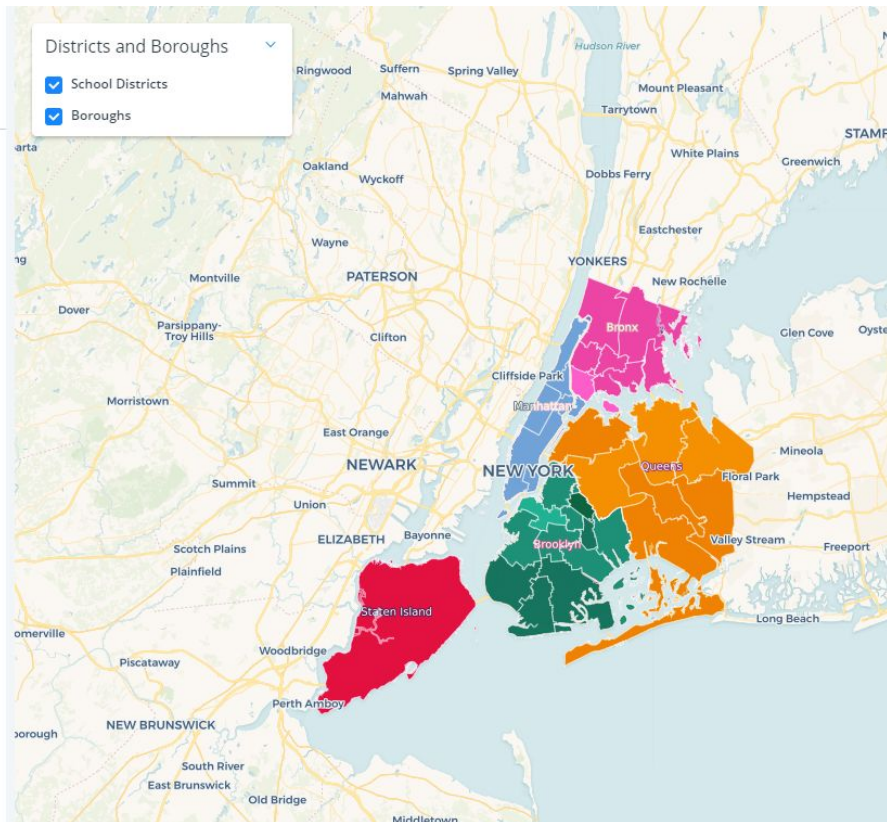 Districts and Boroughs
School Districts
Boroughs
Hudson River
Ringwood
Suffern
Spring Valley
Mahwah
Mount Pleasant
Tarrytown
STAMF
White Plains
Greenwich
Oakland
Wyckoff
Dobbs Ferry
Eastchester
Wayne
YONKERS
PATERSON
New Rochelle
Montville
Dover
Parsippany-
Troy Hills
Clifton
Bronx
Glen Cove
Oyste
Cliffside Park
Morristown
Manhattan
East Orange
Mineola
NEWARK
NEW YORK
Queens
Floral Park
Summit
Hempstead
Union
ELIZABETH
Bayonne
Brooklyn
Valley Stream
Freeport
Scotch Plains
Plainfield
Staten Island
Long Beach
omerville
Woodbridge
Piscataway
Perth Amboy
NEW BRUNSWICK
borough
South River
East Brunswick
Old Bridge
Middletown